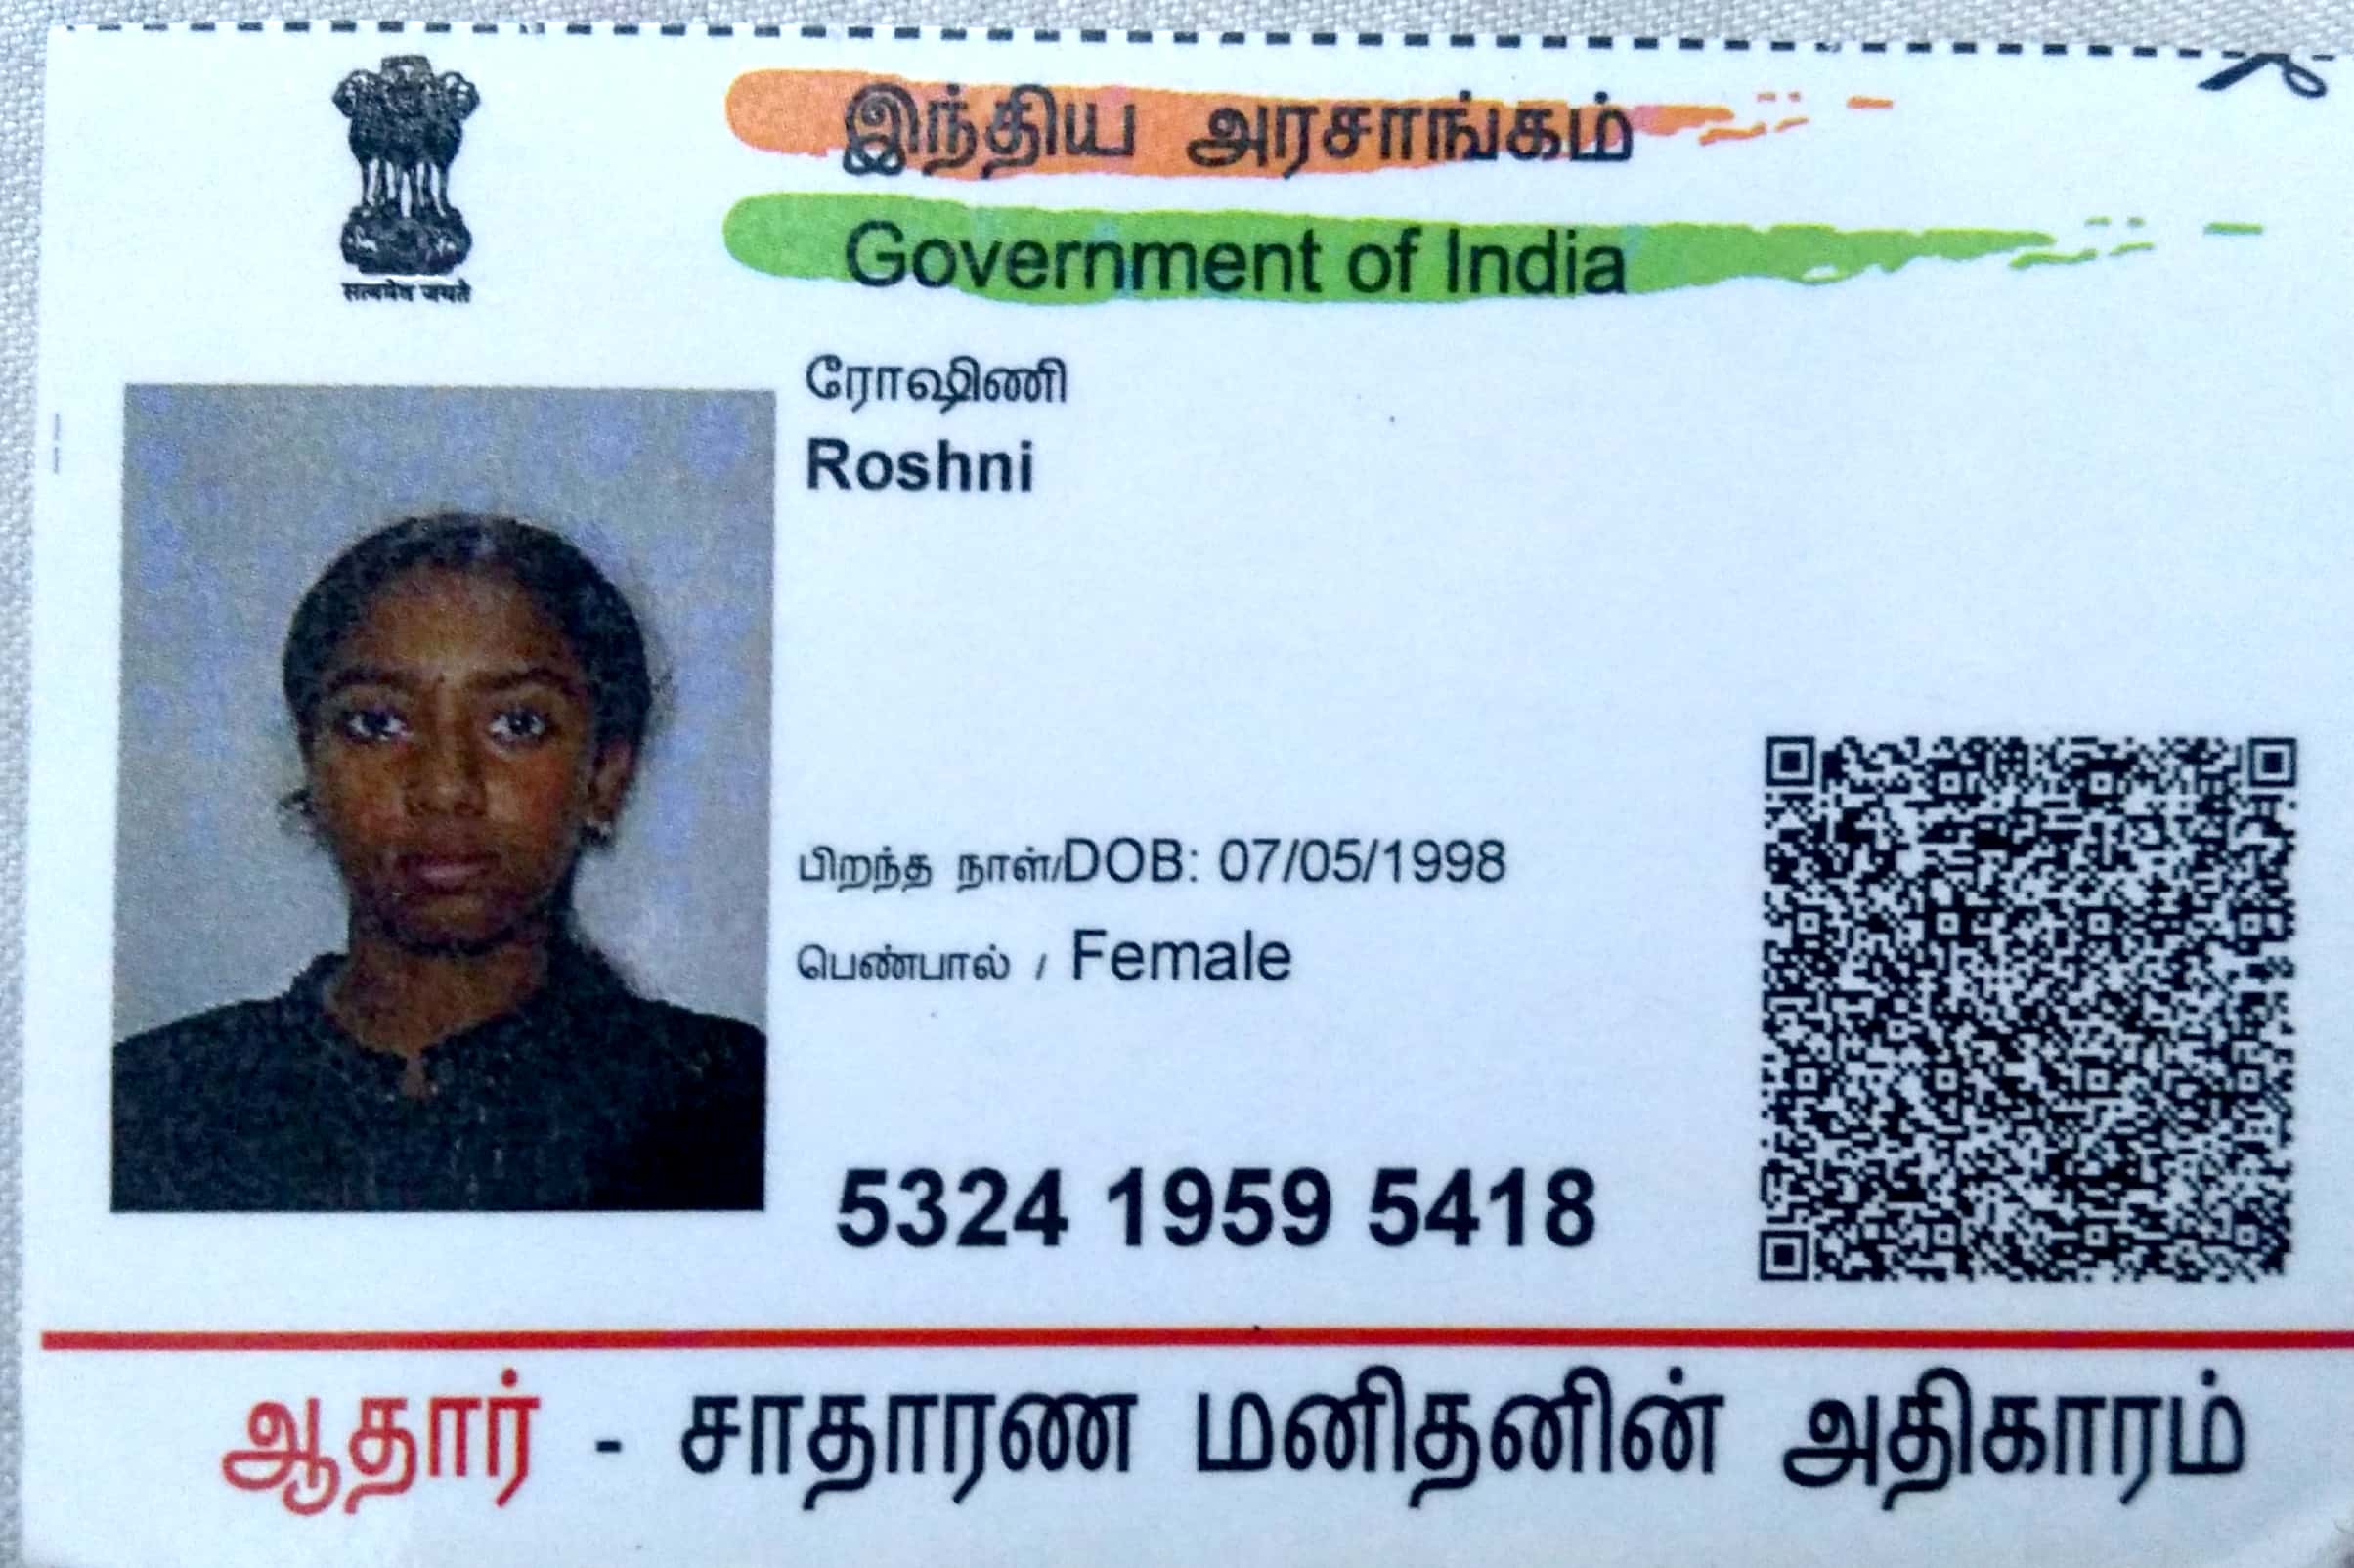 இந்திய அரசாங்கம்
Government of India
सत्यमेव जयते
ரோஷிணி
Roshni
பிறந்த நாள்/DOB: 07/05/1998
பெண்பால் / Female
5324 1959 5418
ஆதார் - சாதாரண மனிதனின் அதிகாரம்